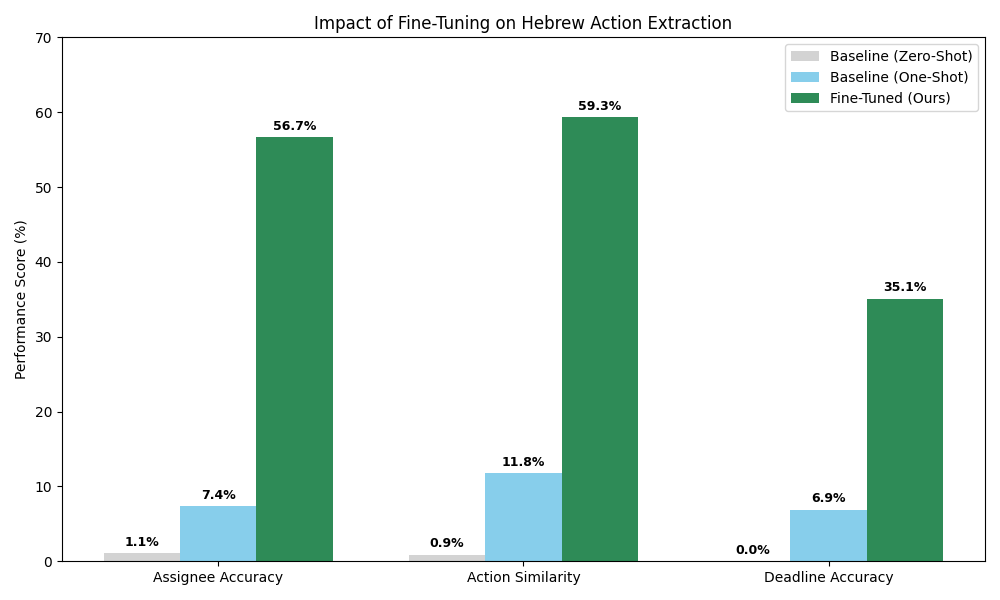 Impact of Fine-Tuning on Hebrew Action Extraction
70
60
50
40
30
20
10
0
Performance Score (%)
Baseline (Zero-Shot)
Baseline (One-Shot)
Fine-Tuned (Ours)
1.1%
7.4%
56.7%
0.9%
11.8%
59.3%
0.0%
6.9%
35.1%
Assignee Accuracy
Action Similarity
Deadline Accuracy